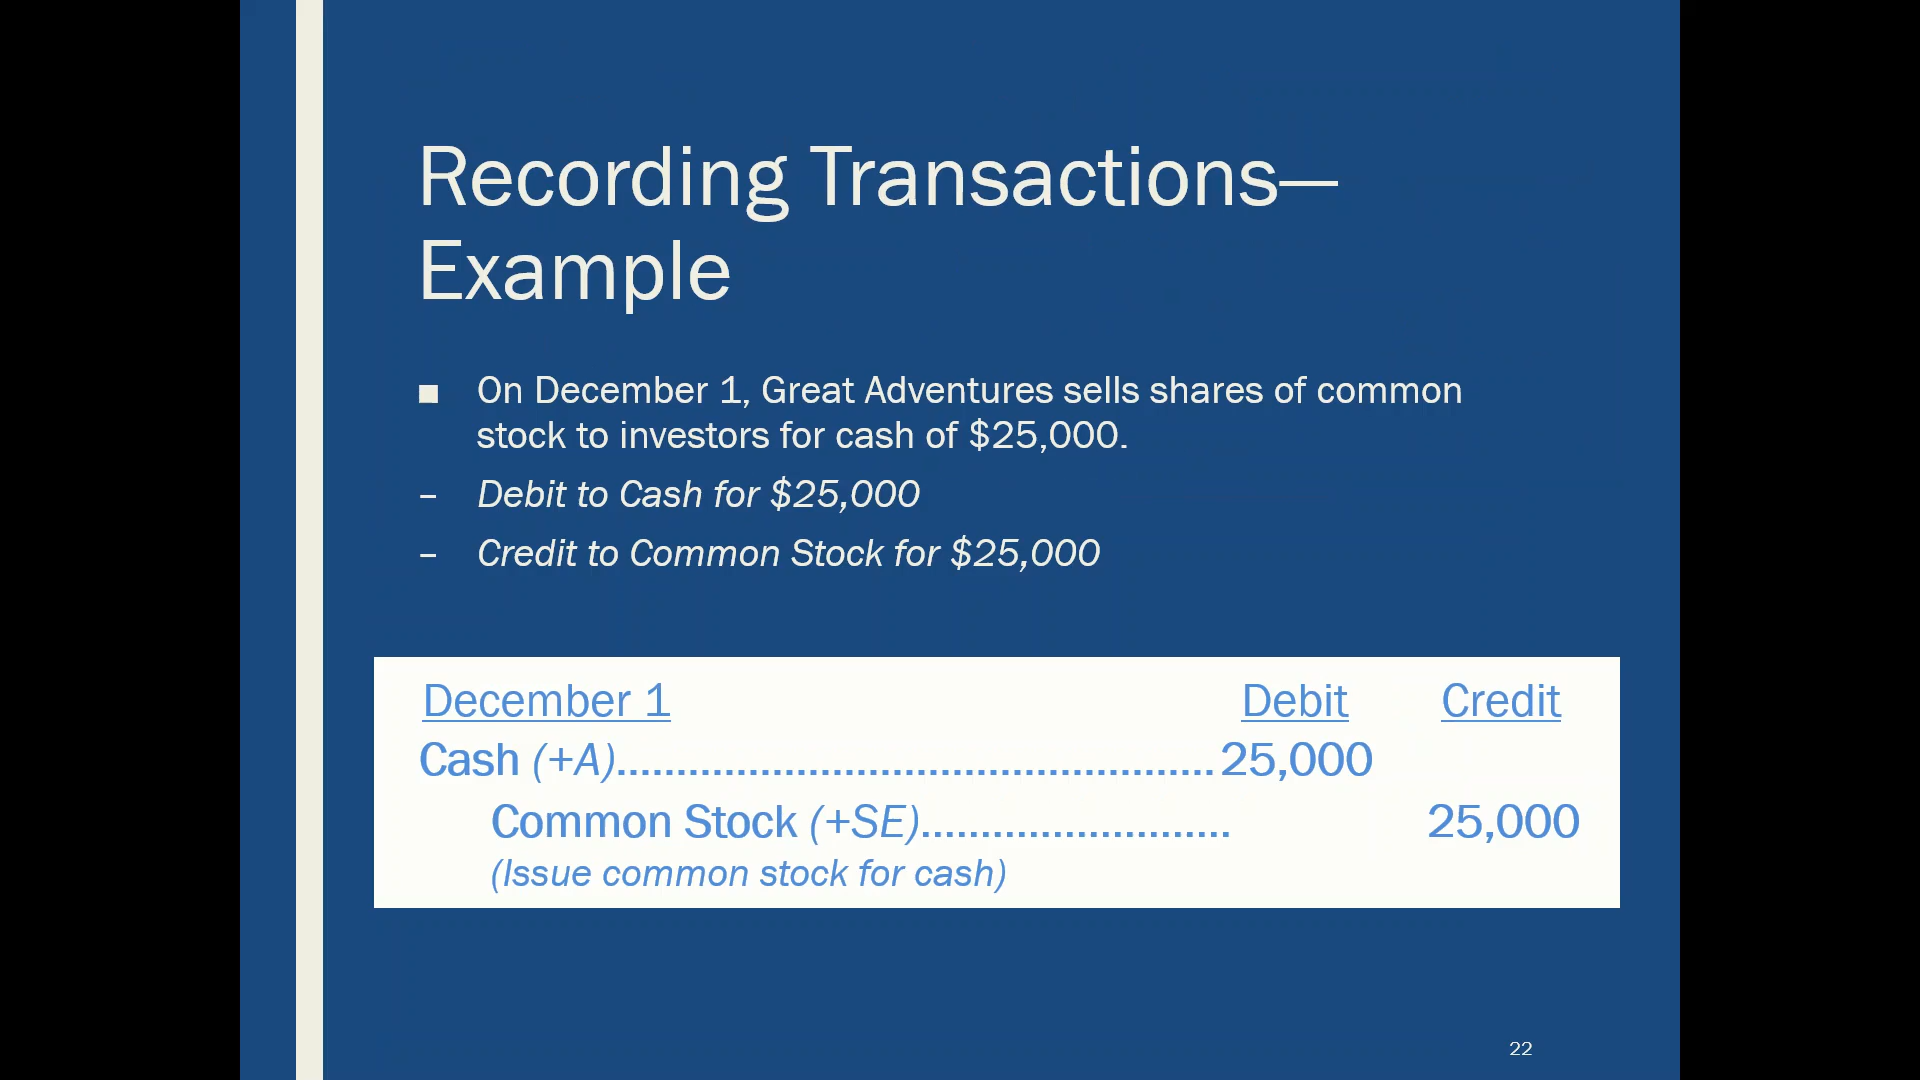 Recording Transactions—
Example
■ On December 1, Great Adventures sells shares of common
stock to investors for cash of $25,000.
– Debit to Cash for $25,000
– Credit to Common Stock for $25,000
December 1 Debit Credit
Cash (+A)..................................................25,000
Common Stock (+SE).......................... 25,000
(Issue common stock for cash)
22